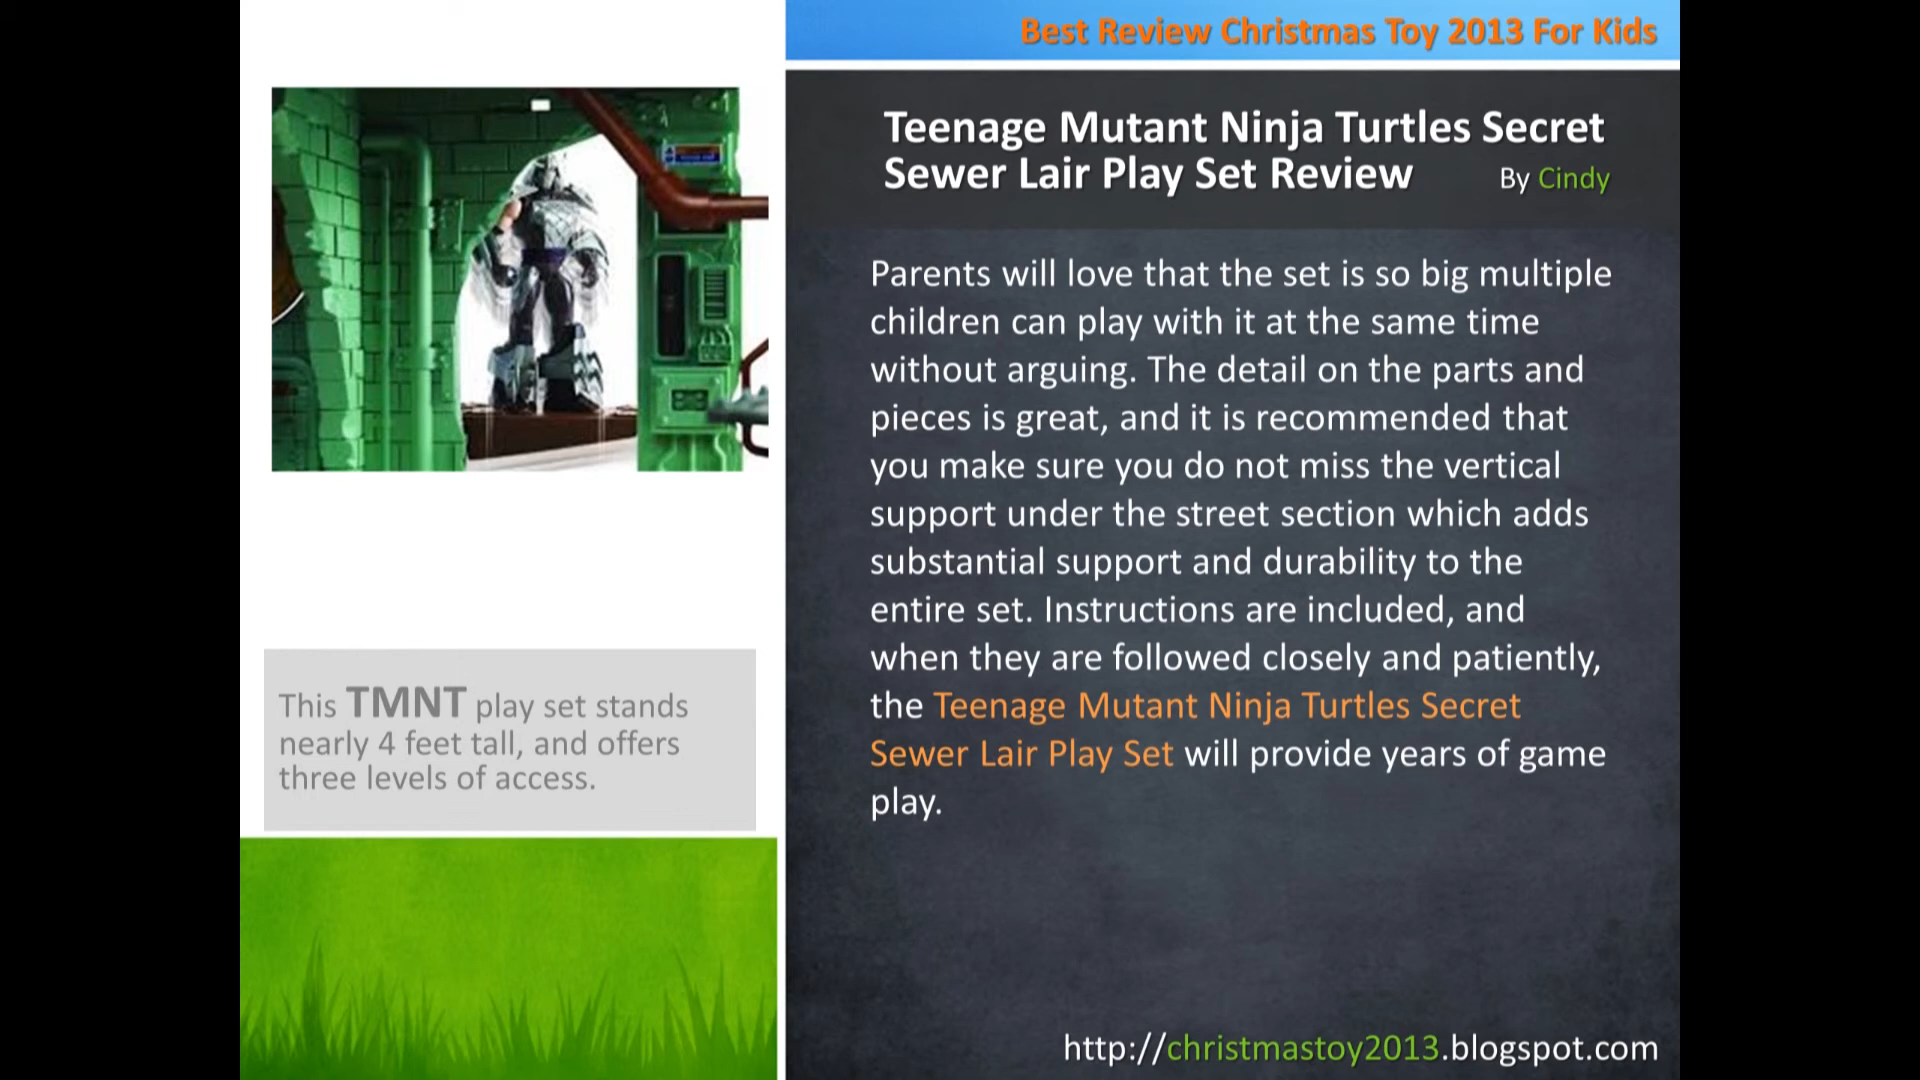 Best Review Christmas Toy 2013 For Kids
Teenage Mutant Ninja Turtles Secret
Sewer Lair Play Set Review By Cindy
Parents will love that the set is so big multiple
children can play with it at the same time
without arguing. The detail on the parts and
pieces is great, and it is recommended that
you make sure you do not miss the vertical
support under the street section which adds
substantial support and durability to the
entire set. Instructions are included, and
when they are followed closely and patiently,
the Teenage Mutant Ninja Turtles Secret
Sewer Lair Play Set will provide years of game
play.
This TMNT play set stands
nearly 4 feet tall, and offers
three levels of access.
http://christmastoy2013.blogspot.com